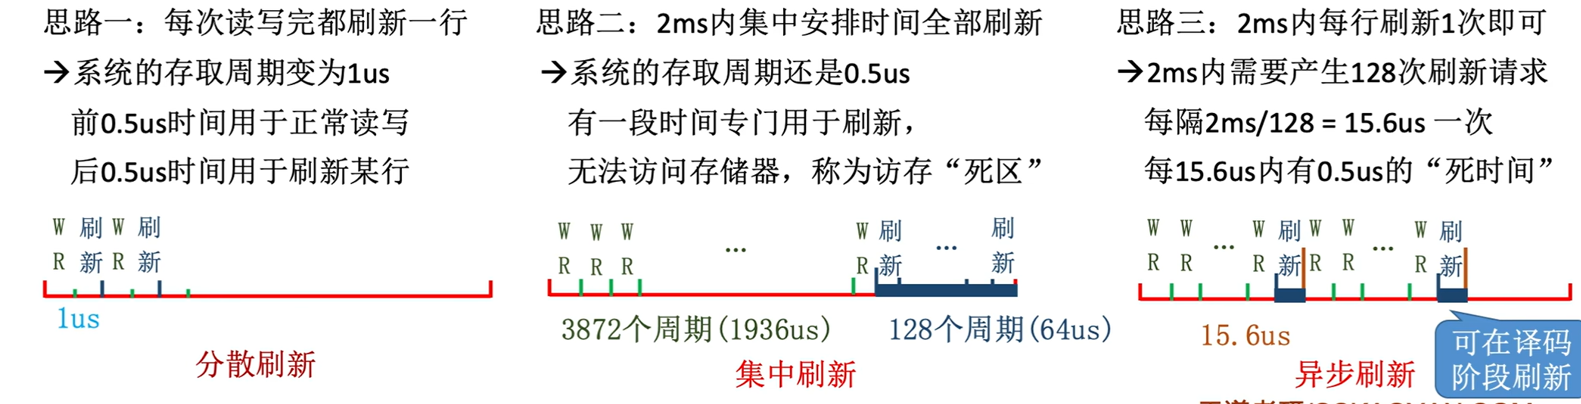 思路一：每次读写完都刷新一行
→系统的存取周期变为1us
前0.5us时间用于正常读写
后0.5us时间用于刷新某行
W 刷 W 刷
R 新 R 新
1us
分散刷新
思路二：2ms内集中安排时间全部刷新
→系统的存取周期还是0.5us
有一段时间专门用于刷新，
无法访问存储器，称为访存“死区”
W W W ... W 刷 ... 刷
R R R R 新 新
3872个周期(1936us) 128个周期(64us)
集中刷新
思路三：2ms内每行刷新1次即可
→2ms内需要产生128次刷新请求
每隔2ms/128 = 15.6us 一次
每15.6us内有0.5us的“死时间”
W W ... W 刷 W W ... W 刷
R R R 新 R R R 新
15.6us
异步刷新
可在译码
阶段刷新